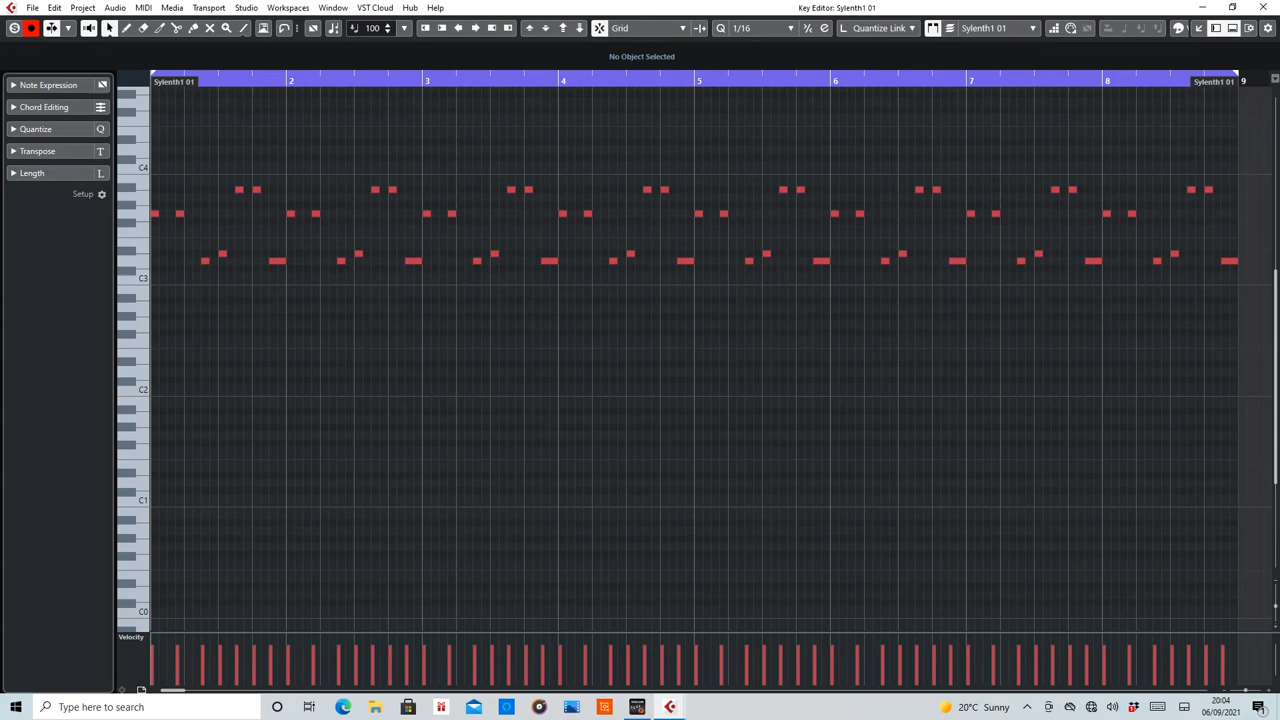 File Edit Project Audio MIDI Media Transport Studio Workspaces Window VST Cloud Hub Help
Key Editor: Sylenth1 01
100 Grid Q 1/16 Quantize Link Sylenth1 01
No Object Selected
Note Expression
Chord Editing
Quantize Q
Transpose T
Length L
Setup
Sylenth1 01 2 3 4 5 6 7 8 Sylenth1 01 9
C4
C3
C2
C1
C0
Velocity
Type here to search
20°C Sunny
20:04
06/09/2021